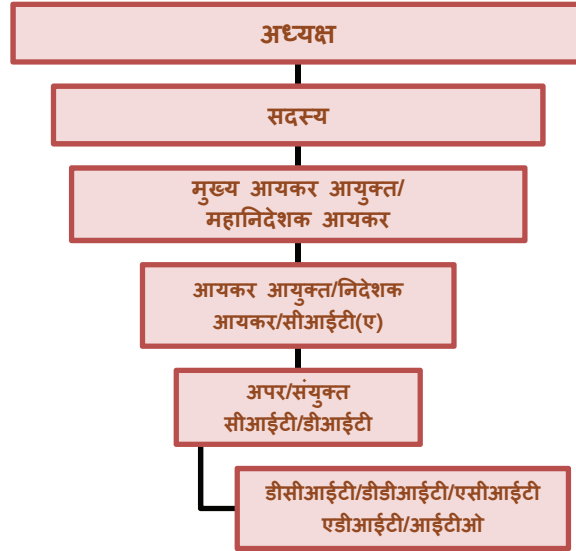 अध्यक्ष
सदस्य
मुख्य आयकर आयुक्त/
महानिदेशक आयकर
आयकर आयुक्त/निदेशक
आयकर/सीआईटी(ए)
अपर/संयुक्त
सीआईटी/डीआईटी
डीसीआईटी/डीडीआईटी/एसीआईटी
एडीआईटी/आईटीओ